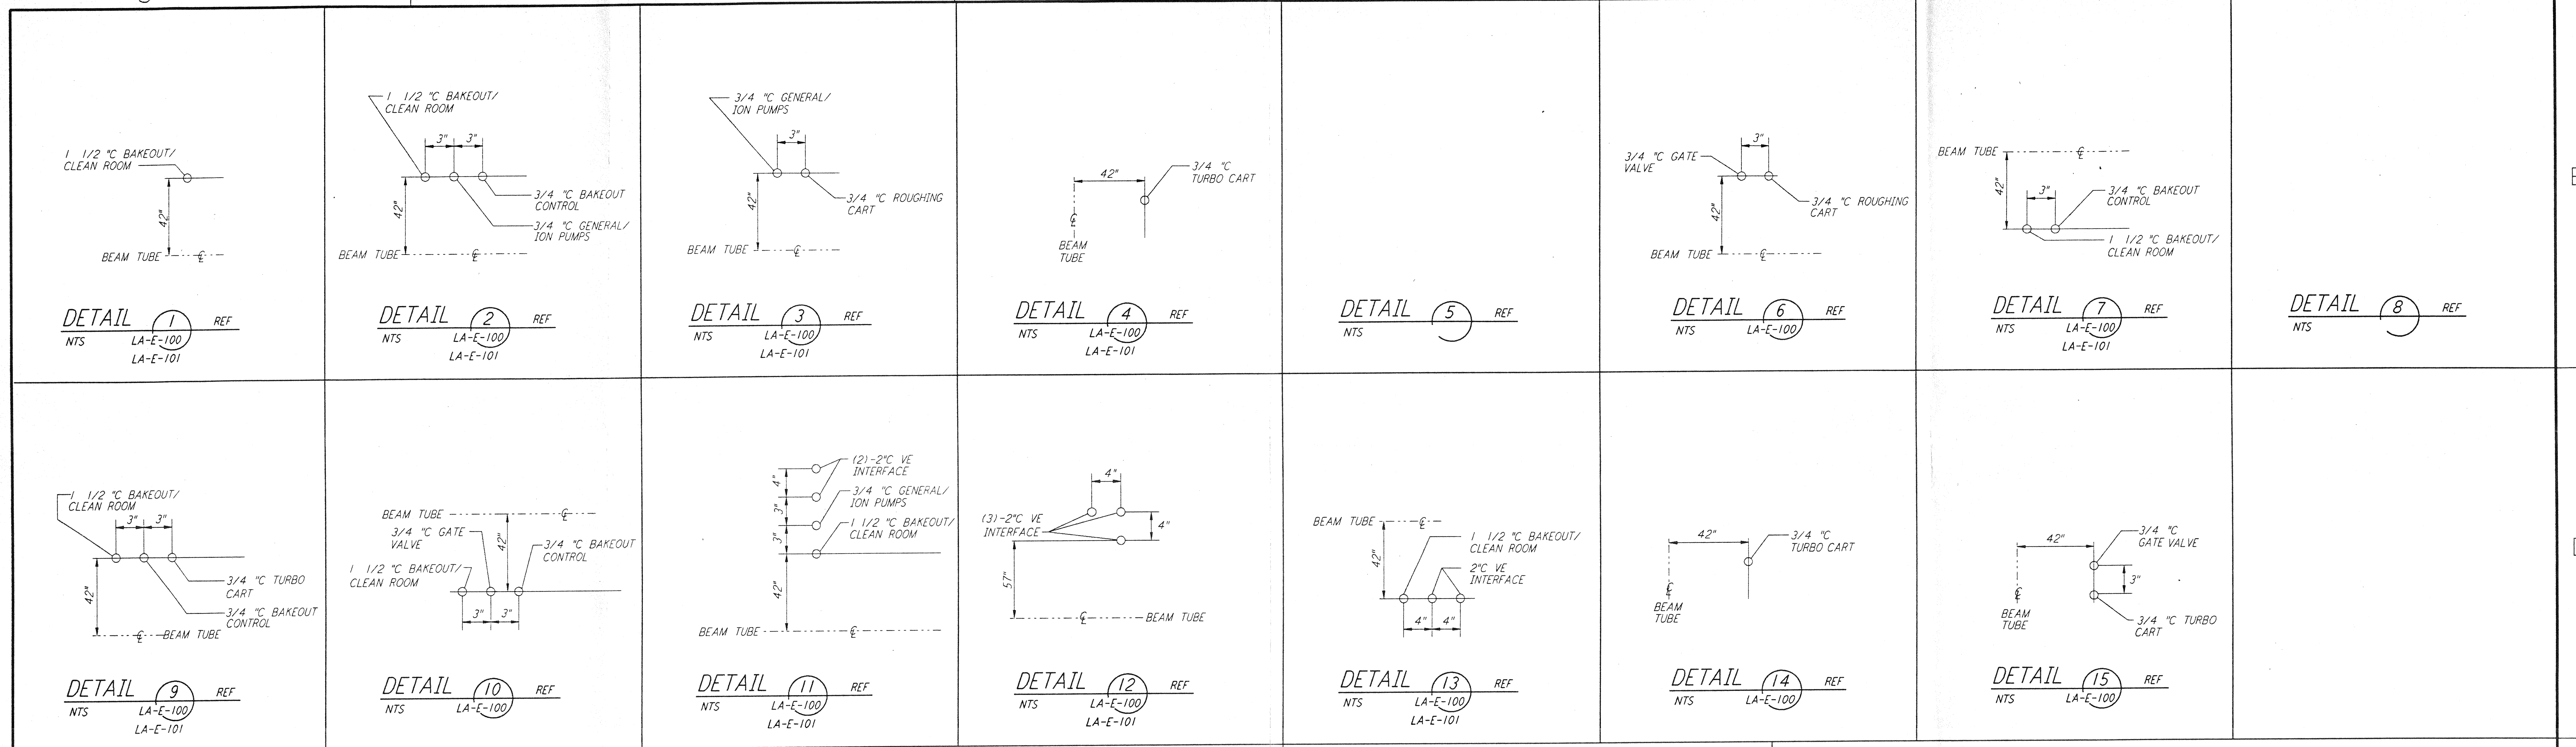 1 1/2 "C BAKEOUT/
CLEAN ROOM
42"
BEAM TUBE
DETAIL 1 REF
NTS LA-E-100
LA-E-101
1 1/2 "C BAKEOUT/
CLEAN ROOM
3" 3"
3/4 "C BAKEOUT
CONTROL
42"
3/4 "C GENERAL/
ION PUMPS
BEAM TUBE
DETAIL 2 REF
NTS LA-E-100
LA-E-101
3/4 "C GENERAL/
ION PUMPS
3"
3/4 "C ROUGHING
CART
42"
BEAM TUBE
DETAIL 3 REF
NTS LA-E-100
LA-E-101
3/4 "C
TURBO CART
42"
BEAM
TUBE
DETAIL 4 REF
NTS LA-E-100
LA-E-101
DETAIL 5 REF
NTS
3"
3/4 "C GATE
VALVE
3/4 "C ROUGHING
CART
42"
BEAM TUBE
DETAIL 6 REF
NTS LA-E-100
BEAM TUBE
42"
3"
3/4 "C BAKEOUT
CONTROL
1 1/2 "C BAKEOUT/
CLEAN ROOM
DETAIL 7 REF
NTS LA-E-100
LA-E-101
DETAIL 8 REF
NTS
1 1/2 "C BAKEOUT/
CLEAN ROOM
3" 3"
3/4 "C TURBO
CART
42"
3/4 "C BAKEOUT
CONTROL
BEAM TUBE
DETAIL 9 REF
NTS LA-E-100
LA-E-101
BEAM TUBE
3/4 "C GATE
VALVE
42"
3/4 "C BAKEOUT
CONTROL
1 1/2 "C BAKEOUT/
CLEAN ROOM
3" 3"
DETAIL 10 REF
NTS LA-E-100
(2)-2"C VE
INTERFACE
4"
3/4 "C GENERAL/
ION PUMPS
3"
1 1/2 "C BAKEOUT/
CLEAN ROOM
3"
42"
BEAM TUBE
DETAIL 11 REF
NTS LA-E-100
LA-E-101
4"
(3)-2"C VE
INTERFACE
4"
57"
BEAM TUBE
DETAIL 12 REF
NTS LA-E-100
LA-E-101
BEAM TUBE
42"
1 1/2 "C BAKEOUT/
CLEAN ROOM
2"C VE
INTERFACE
4" 4"
DETAIL 13 REF
NTS LA-E-100
LA-E-101
42"
3/4 "C
TURBO CART
BEAM
TUBE
DETAIL 14 REF
NTS LA-E-100
3/4 "C
GATE VALVE
42"
3"
BEAM
TUBE
3/4 "C TURBO
CART
DETAIL 15 REF
NTS LA-E-100